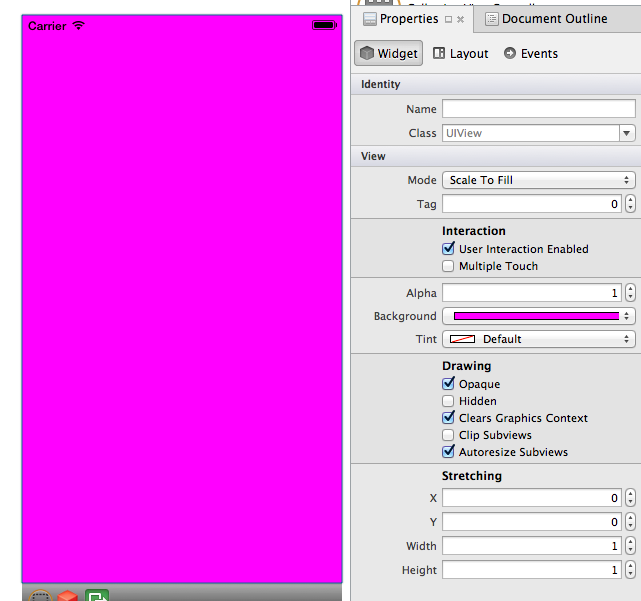 Carrier
Properties
Document Outline
Widget
Layout
Events
Identity
Name
Class UIView
View
Mode Scale To Fill
Tag 0
Interaction
User Interaction Enabled
Multiple Touch
Alpha 1
Background
Tint Default
Drawing
Opaque
Hidden
Clears Graphics Context
Clip Subviews
Autoresize Subviews
Stretching
X 0
Y 0
Width 1
Height 1